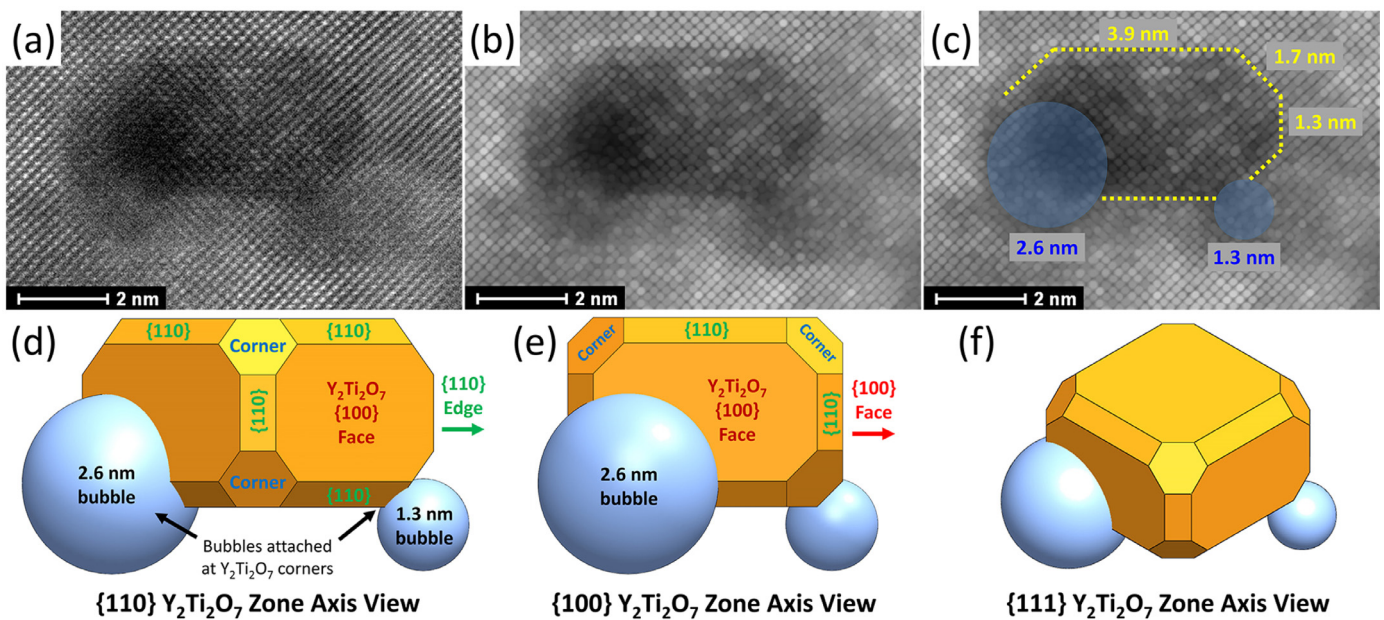 (a)
2 nm
(b)
2 nm
(c)
3.9 nm
1.7 nm
1.3 nm
2.6 nm
1.3 nm
2 nm
(d)
{110}
Corner
{110}
{110}
Y₂Ti₂O₇
{100}
Face
{110}
Edge
2.6 nm
bubble
Corner
{110}
1.3 nm
bubble
Bubbles attached
at Y₂Ti₂O₇ corners
{110} Y₂Ti₂O₇ Zone Axis View
(e)
Corner
{110}
Corner
Y₂Ti₂O₇
{100}
Face
{110}
{100}
Face
2.6 nm
bubble
{100} Y₂Ti₂O₇ Zone Axis View
(f)
{111} Y₂Ti₂O₇ Zone Axis View